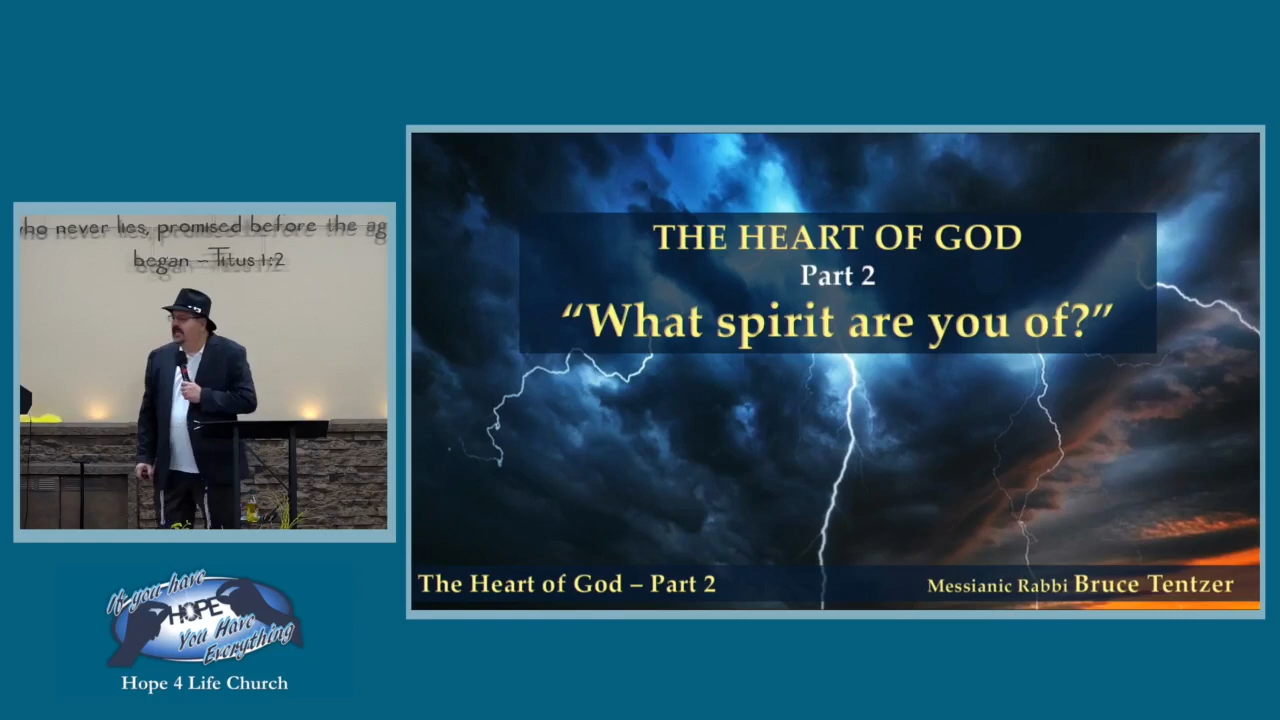 who never lies, promised before the ag
began – Titus 1:2
If you have
HOPE
You Have
Everything
Hope 4 Life Church
THE HEART OF GOD
Part 2
“What spirit are you of?”
The Heart of God – Part 2
Messianic Rabbi Bruce Tentzer